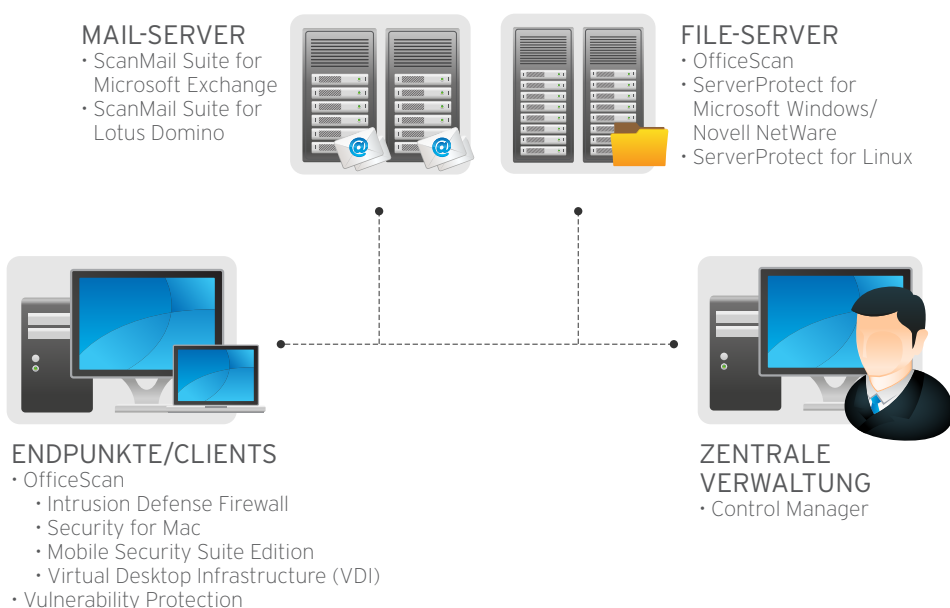 MAIL-SERVER
• ScanMail Suite for
Microsoft Exchange
• ScanMail Suite for
Lotus Domino
FILE-SERVER
• OfficeScan
• ServerProtect for
Microsoft Windows/
Novell NetWare
• ServerProtect for Linux
ENDPUNKTE/CLIENTS
• OfficeScan
• Intrusion Defense Firewall
• Security for Mac
• Mobile Security Suite Edition
• Virtual Desktop Infrastructure (VDI)
• Vulnerability Protection
ZENTRALE
VERWALTUNG
• Control Manager